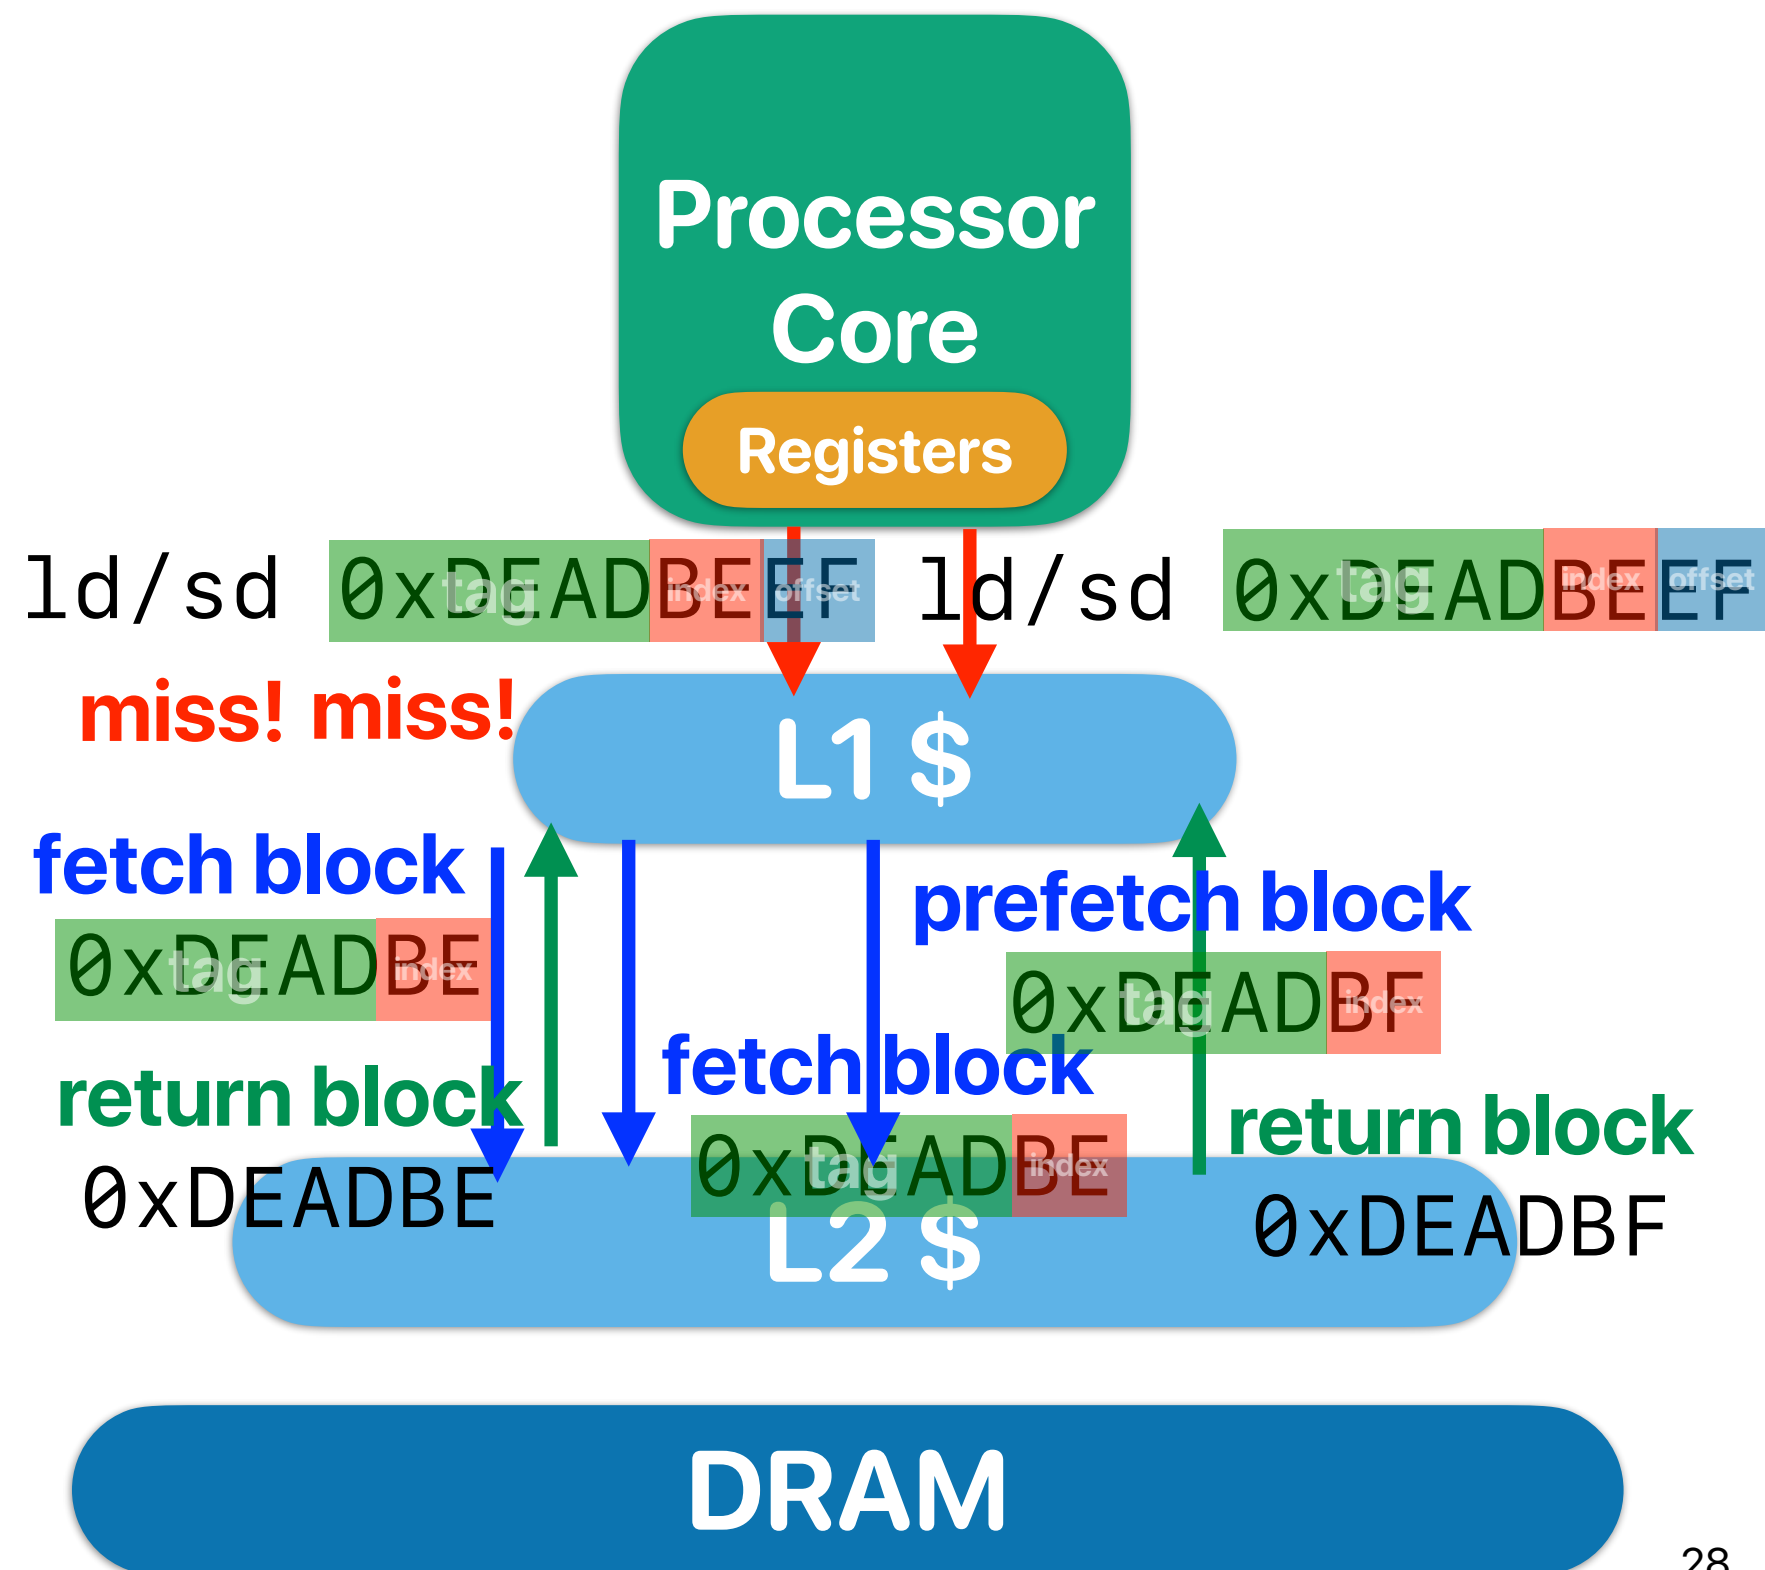 Processor
Core
Registers
ld/sd 0xDEADBEEF ld/sd 0xDEADBEEF
tag index offset tag index offset
miss! miss!
L1 $
fetch block
prefetch block
0xDEADBE
tag index
0xDEADBF
tag index
fetch block
return block
return block
0xDEADBE
tag index
0xDEADBE
0xDEADBF
L2 $
DRAM
28